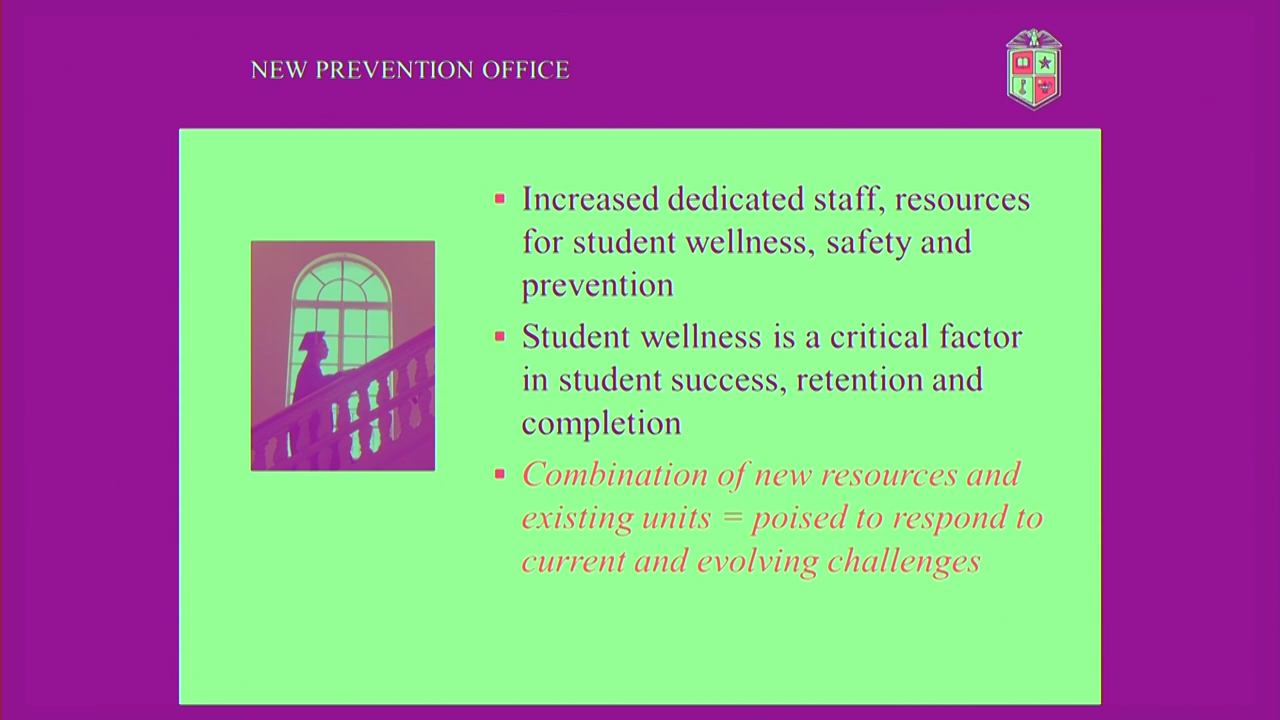 NEW PREVENTION OFFICE
Increased dedicated staff, resources
for student wellness, safety and
prevention
Student wellness is a critical factor
in student success, retention and
completion
Combination of new resources and
existing units = poised to respond to
current and evolving challenges